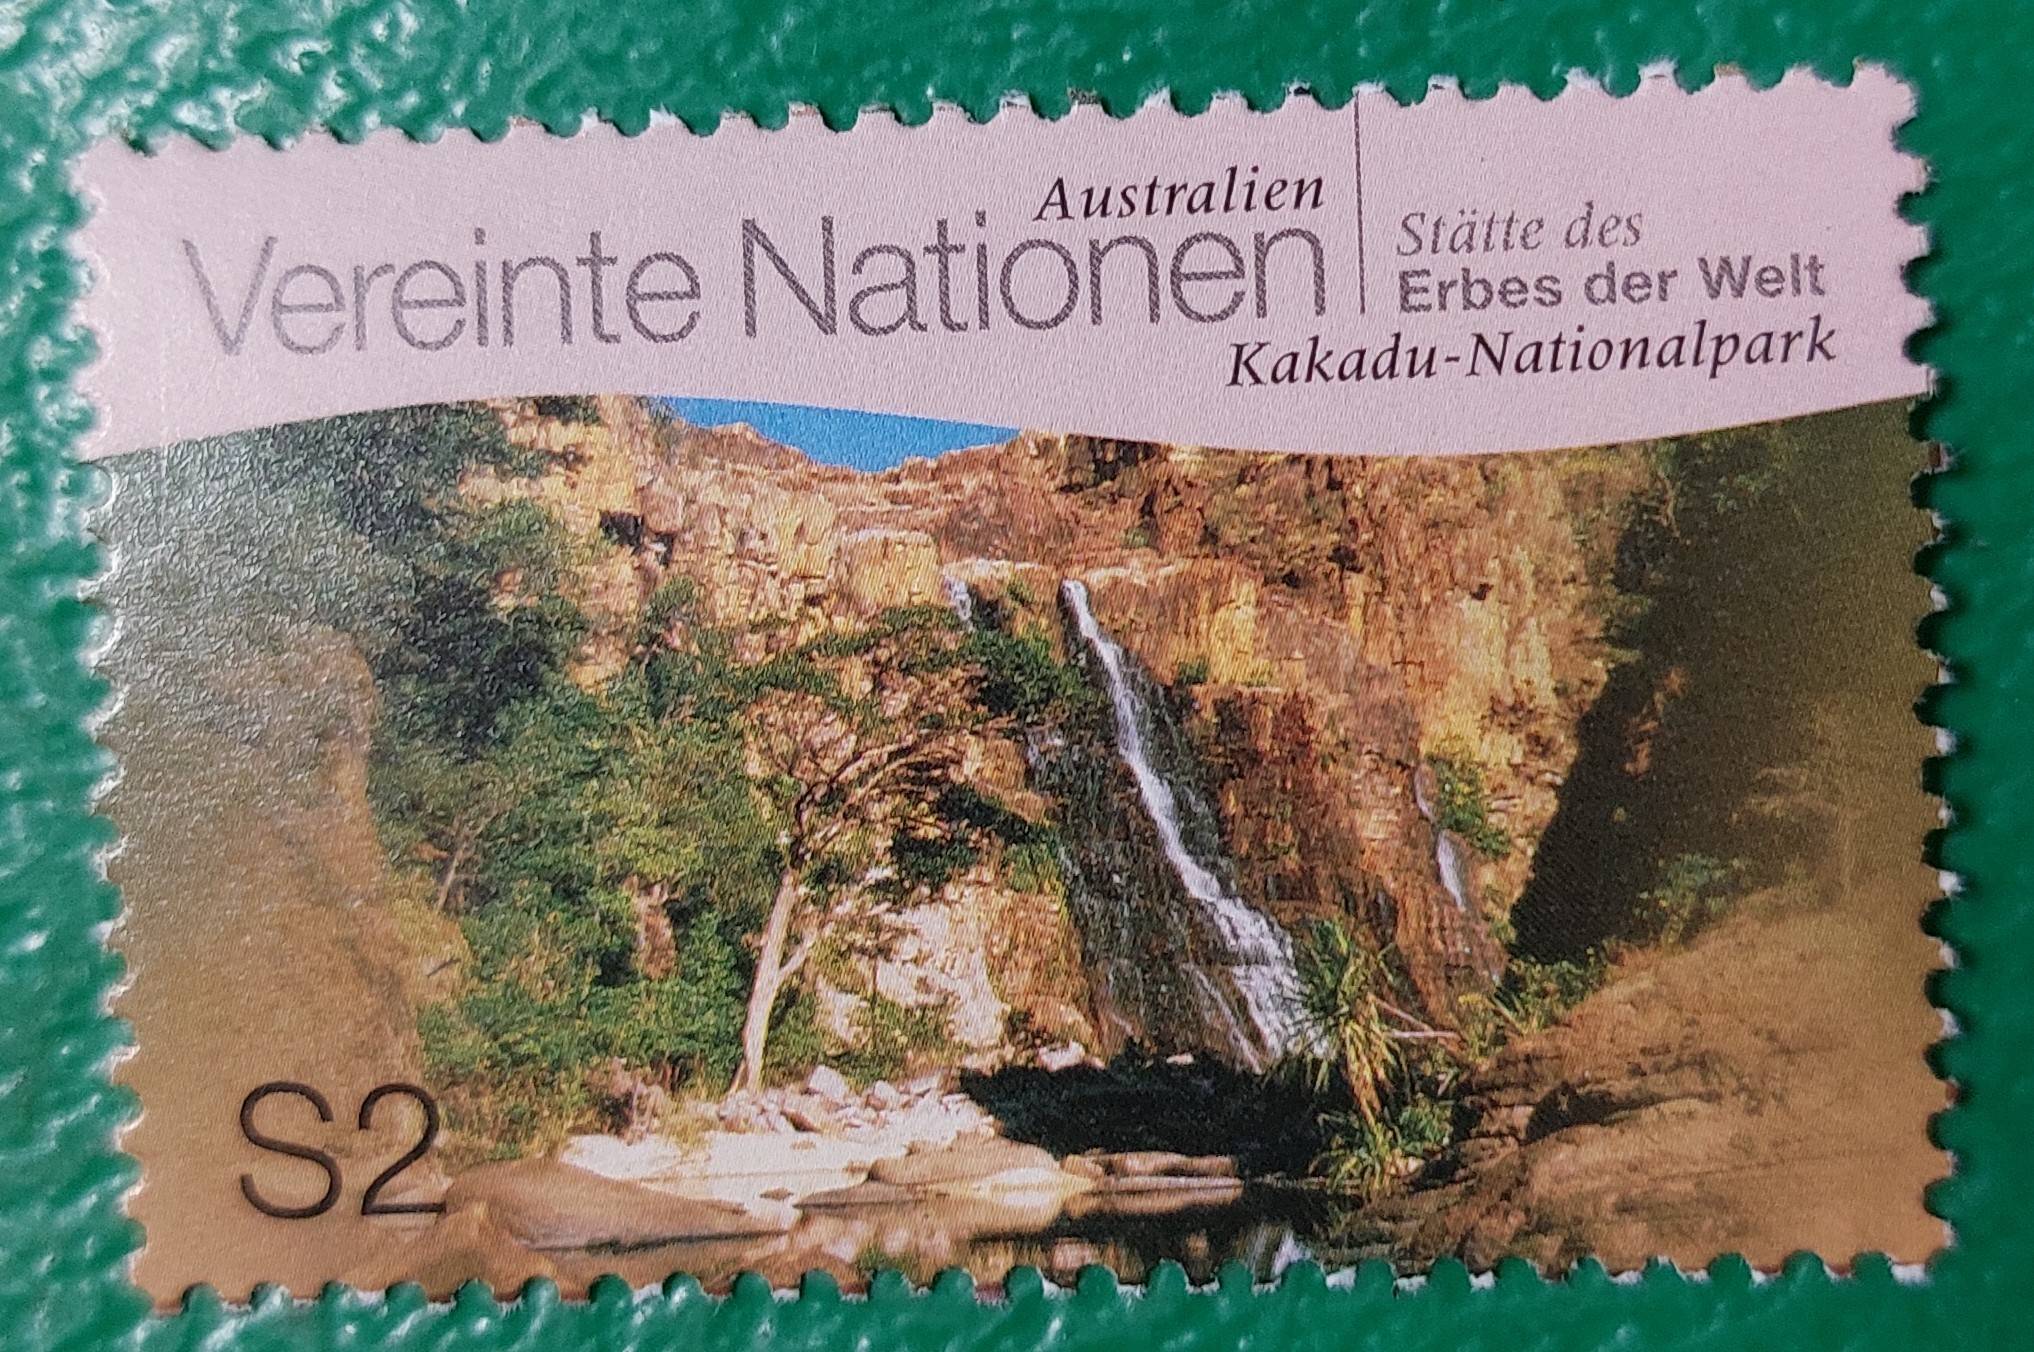 Australien
Vereinte Nationen
Stätte des
Erbes der Welt
Kakadu-Nationalpark
S2